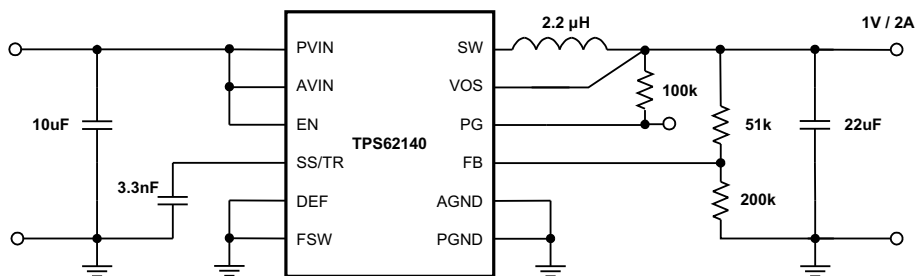 2.2 µH
1V / 2A
PVIN
SW
AVIN
VOS
100k
10uF
EN
PG
51k
22uF
TPS62140
SS/TR
FB
3.3nF
DEF
AGND
200k
FSW
PGND